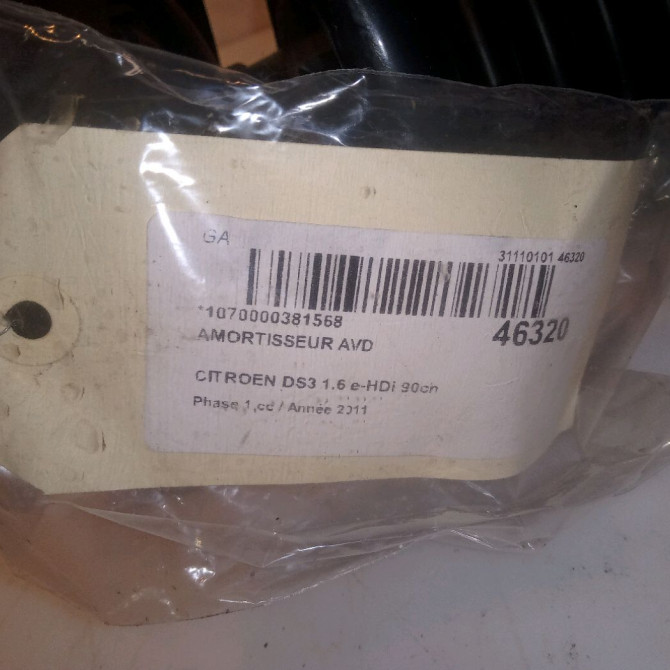 GA
31110101 46320
*1070000381568
46320
AMORTISSEUR AVD
CITROEN DS3 1.6 e-HDi 90ch
Phase 1,cd / Année 2011